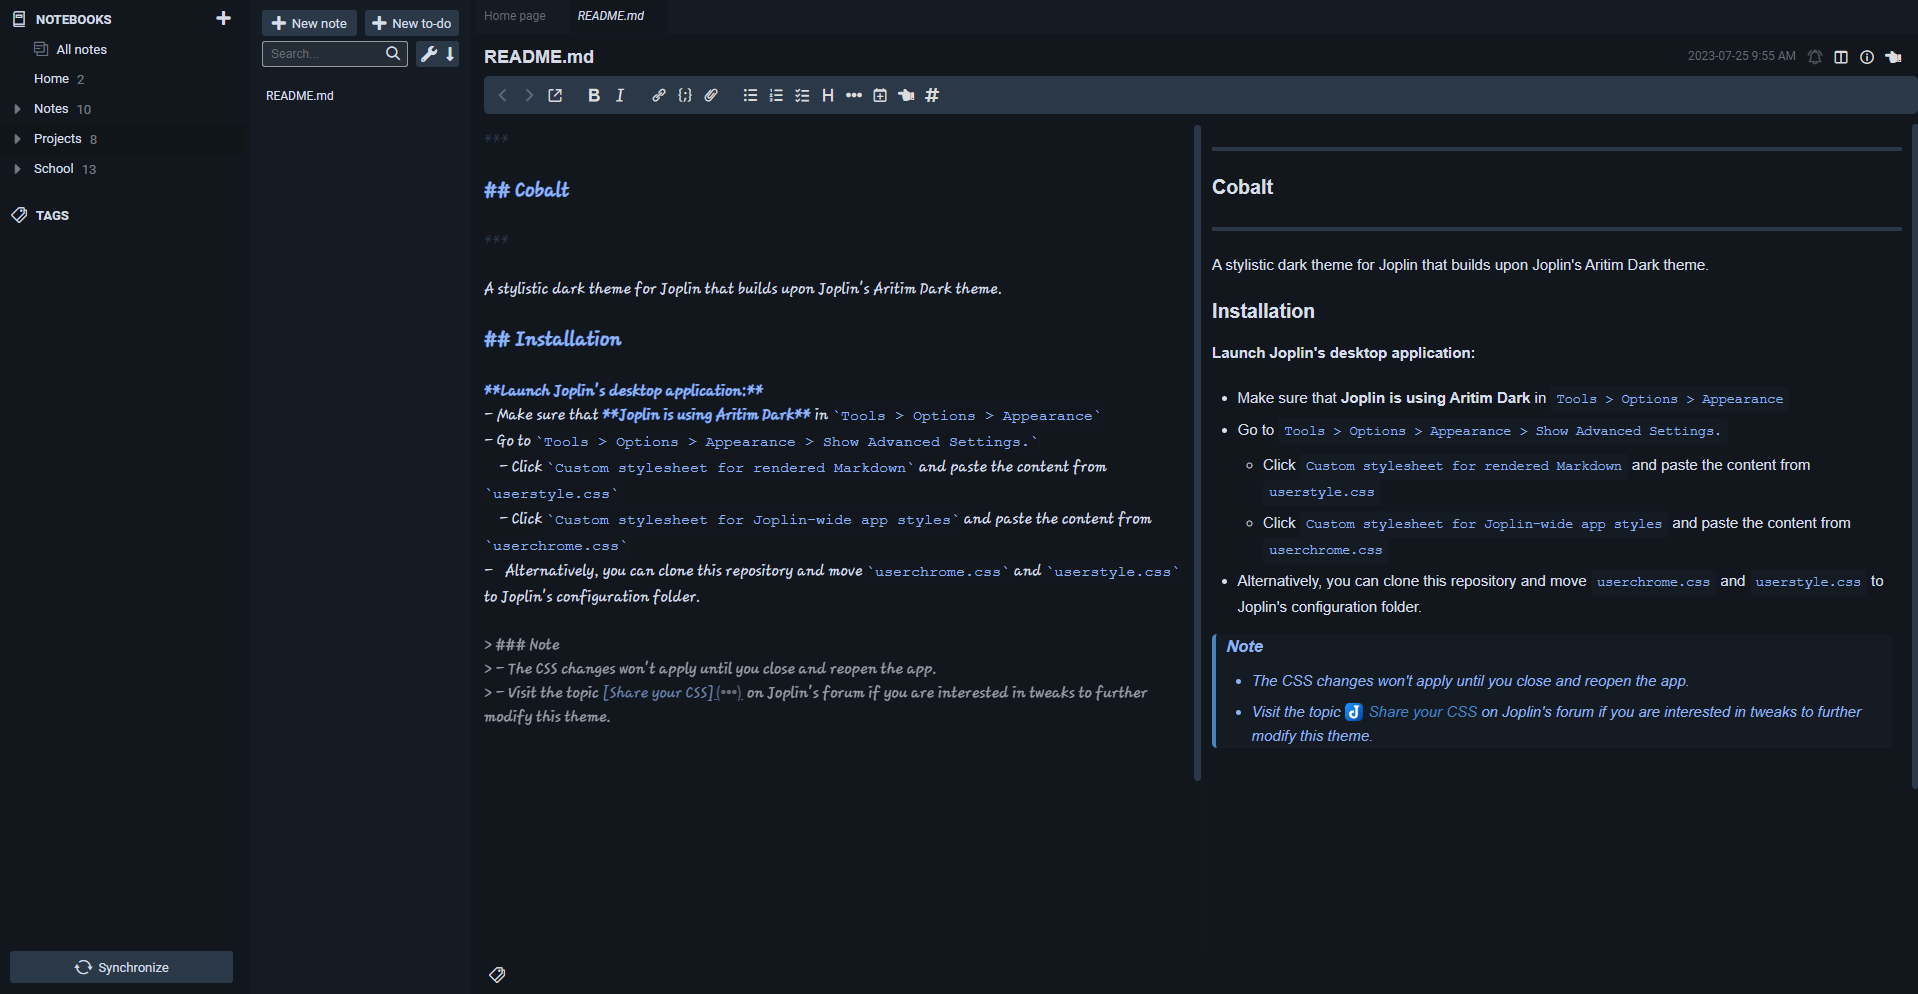 NOTEBOOKS
All notes
Home 2
Notes 10
Projects 8
School 13
TAGS
Synchronize
New note
New to-do
Search...
README.md
Home page
README.md
README.md
2023-07-25 9:55 AM
***
## Cobalt
***
A stylistic dark theme for Joplin that builds upon Joplin's Aritim Dark theme.
## Installation
**Launch Joplin's desktop application:**
- Make sure that **Joplin is using Aritim Dark** in `Tools > Options > Appearance`
- Go to `Tools > Options > Appearance > Show Advanced Settings.`
- Click `Custom stylesheet for rendered Markdown` and paste the content from
`userstyle.css`
- Click `Custom stylesheet for Joplin-wide app styles` and paste the content from
`userchrome.css`
- Alternatively, you can clone this repository and move `userchrome.css` and `userstyle.css`
to Joplin's configuration folder.
> ### Note
> - The CSS changes won't apply until you close and reopen the app.
> - Visit the topic [Share your CSS](•••) on Joplin's forum if you are interested in tweaks to further
modify this theme.
Cobalt
A stylistic dark theme for Joplin that builds upon Joplin's Aritim Dark theme.
Installation
Launch Joplin's desktop application:
• Make sure that Joplin is using Aritim Dark in Tools > Options > Appearance
• Go to Tools > Options > Appearance > Show Advanced Settings.
◦ Click Custom stylesheet for rendered Markdown and paste the content from
userstyle.css
◦ Click Custom stylesheet for Joplin-wide app styles and paste the content from
userchrome.css
• Alternatively, you can clone this repository and move userchrome.css and userstyle.css to
Joplin's configuration folder.
Note
• The CSS changes won't apply until you close and reopen the app.
• Visit the topic Share your CSS on Joplin's forum if you are interested in tweaks to further
modify this theme.